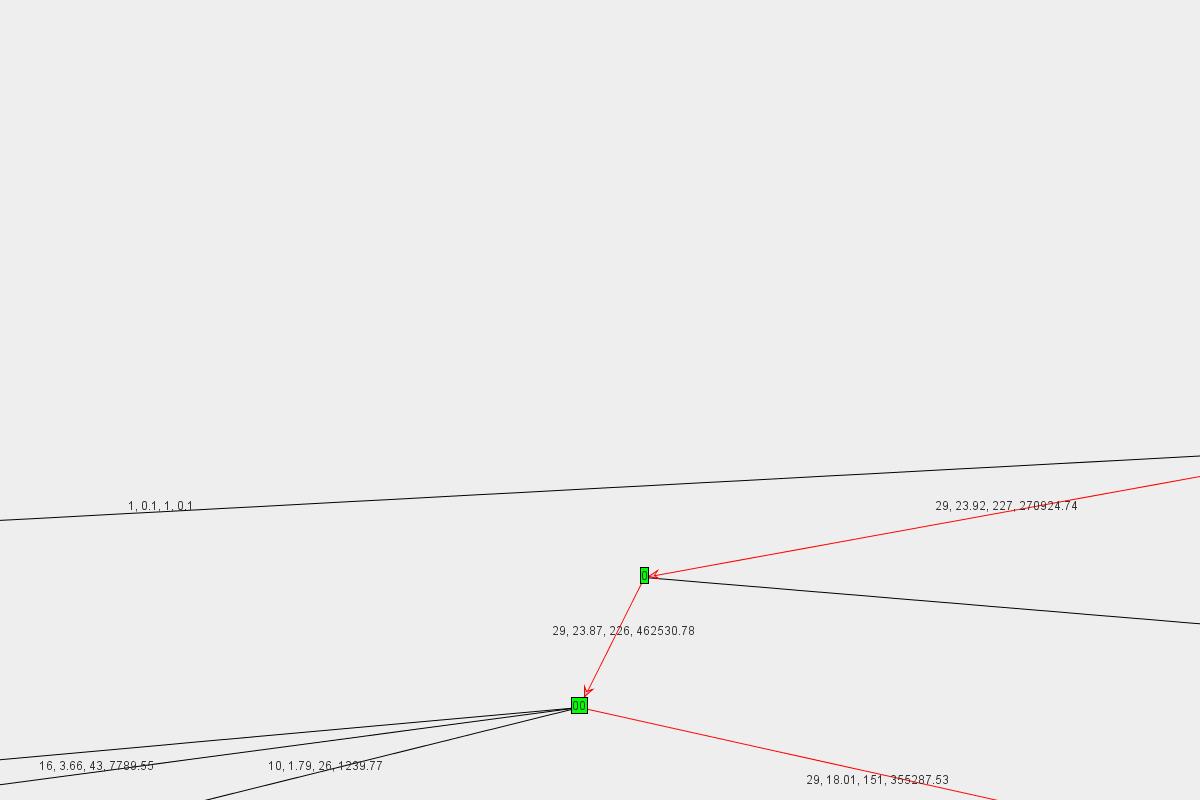 1, 0.1, 1, 0.1
29, 23.92, 227, 270924.74
0
29, 23.87, 226, 462530.78
00
16, 3.66, 43, 7789.55
10, 1.79, 26, 1239.77
29, 18.01, 151, 355287.53